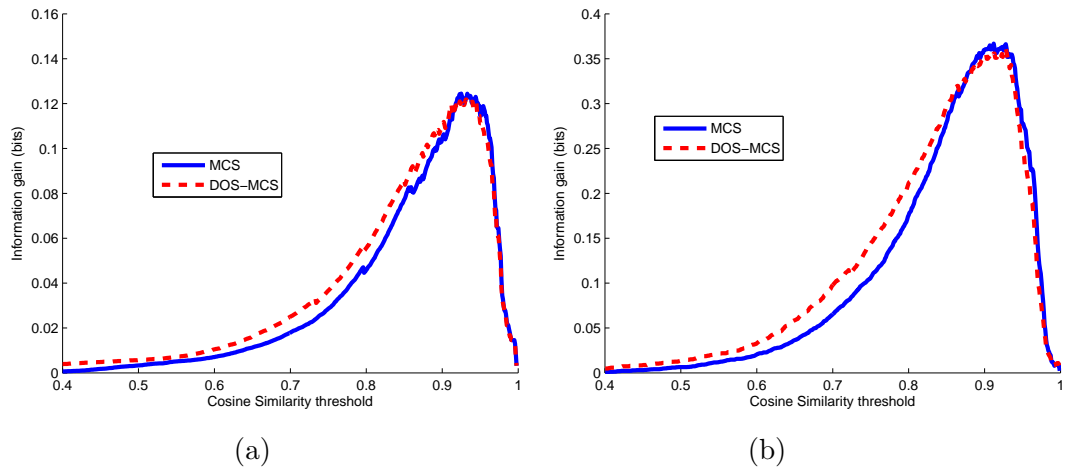 0.16
0.14
0.12
0.1
0.08
0.06
0.04
0.02
0
Information gain (bits)
MCS
DOS−MCS
0.4 0.5 0.6 0.7 0.8 0.9 1
Cosine Similarity threshold
(a)
0.4
0.35
0.3
0.25
0.2
0.15
0.1
0.05
0
Information gain (bits)
MCS
DOS−MCS
0.4 0.5 0.6 0.7 0.8 0.9 1
Cosine Similarity threshold
(b)